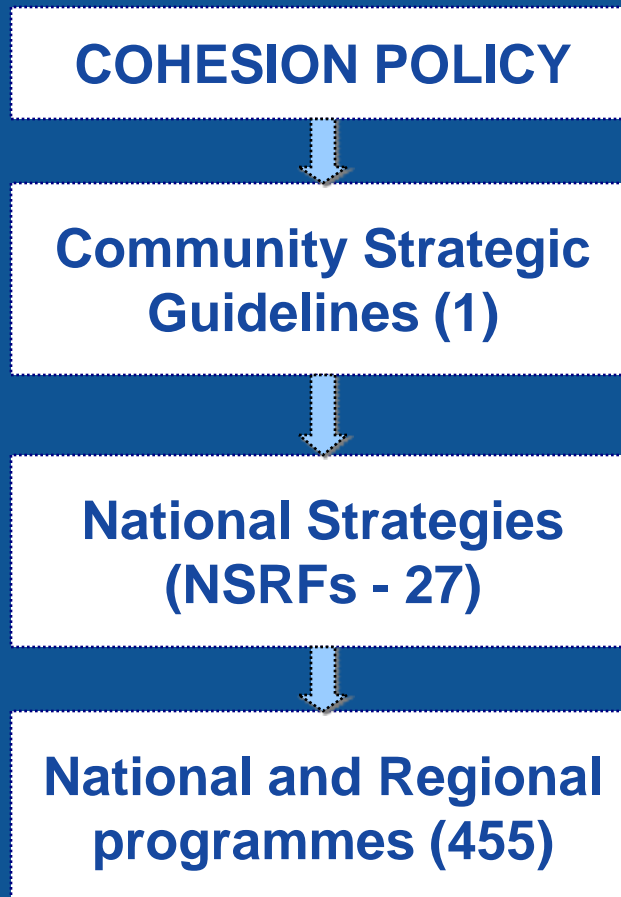 COHESION POLICY
Community Strategic
Guidelines (1)
National Strategies
(NSRFs - 27)
National and Regional
programmes (455)